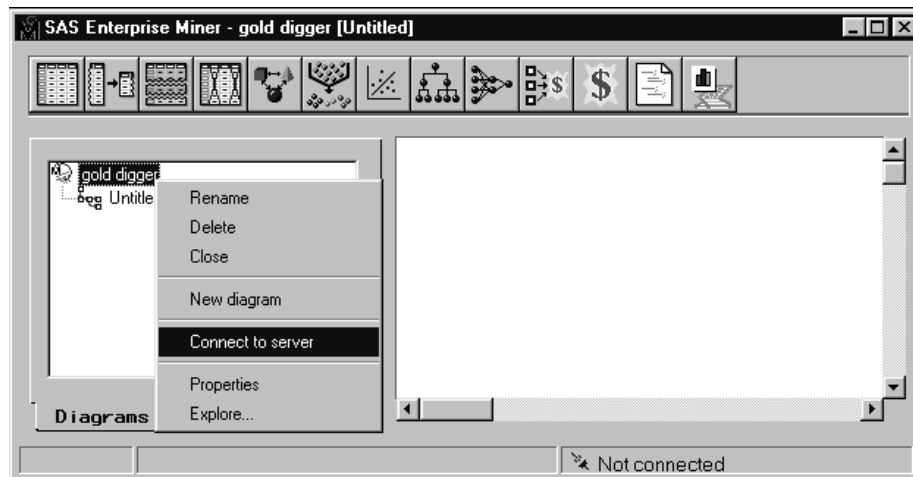 SAS Enterprise Miner - gold digger [Untitled]
$
$
gold digger
Untitle
Rename
Delete
Close
New diagram
Connect to server
Properties
Explore...
Diagrams
Not connected